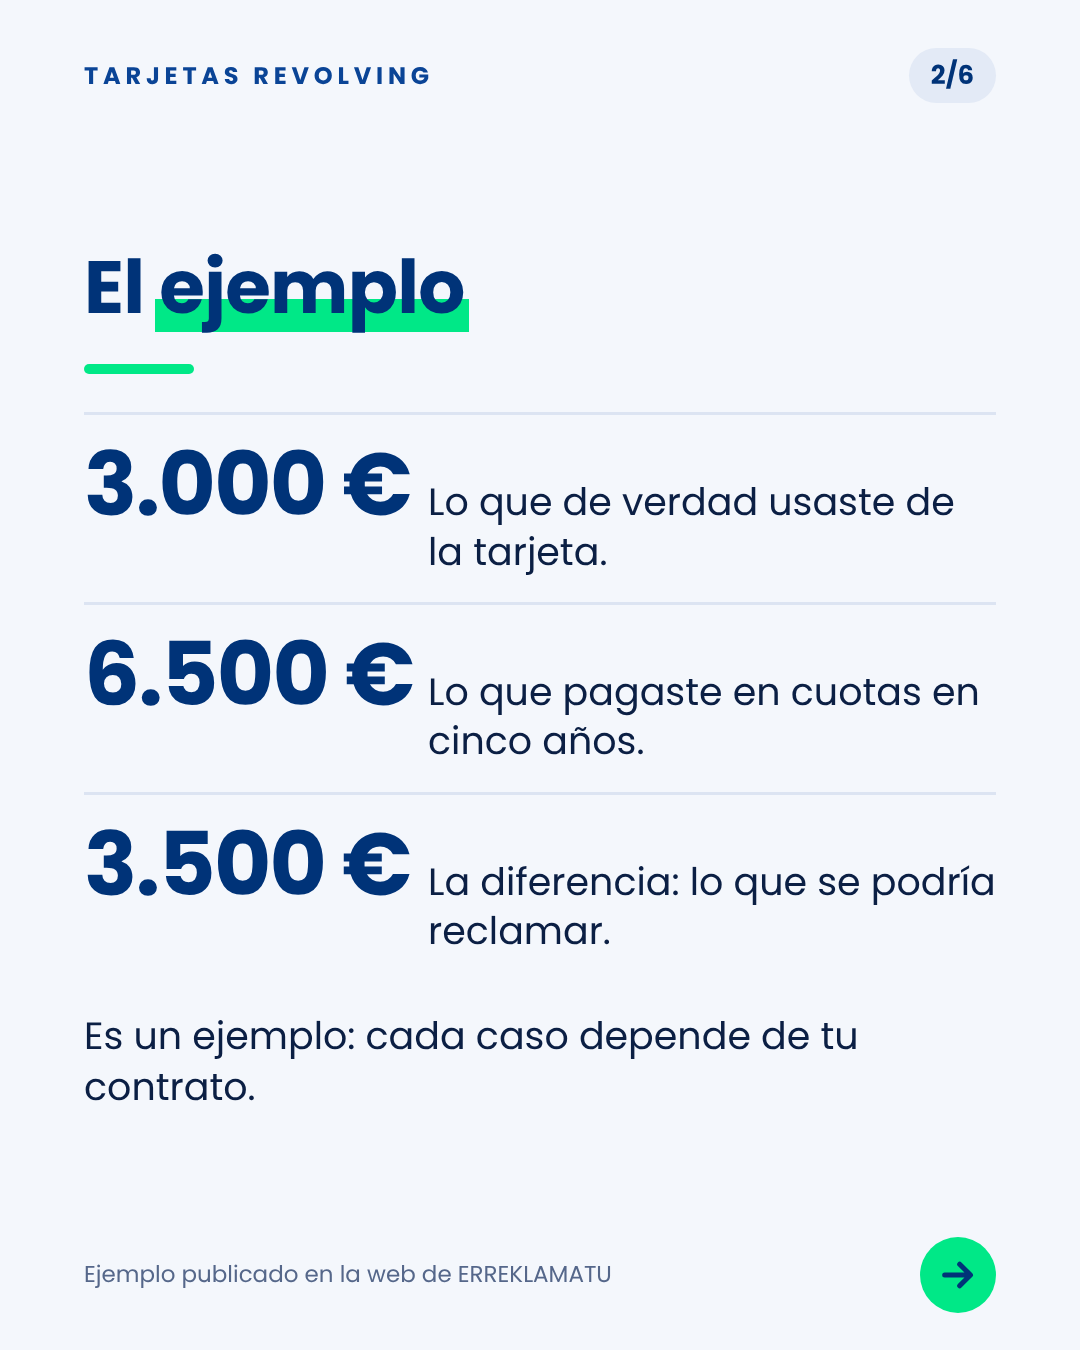 TARJETAS REVOLVING
2/6
El ejemplo
3.000 € Lo que de verdad usaste de
la tarjeta.
6.500 € Lo que pagaste en cuotas en
cinco años.
3.500 € La diferencia: lo que se podría
reclamar.
Es un ejemplo: cada caso depende de tu
contrato.
Ejemplo publicado en la web de ERREKLAMATU